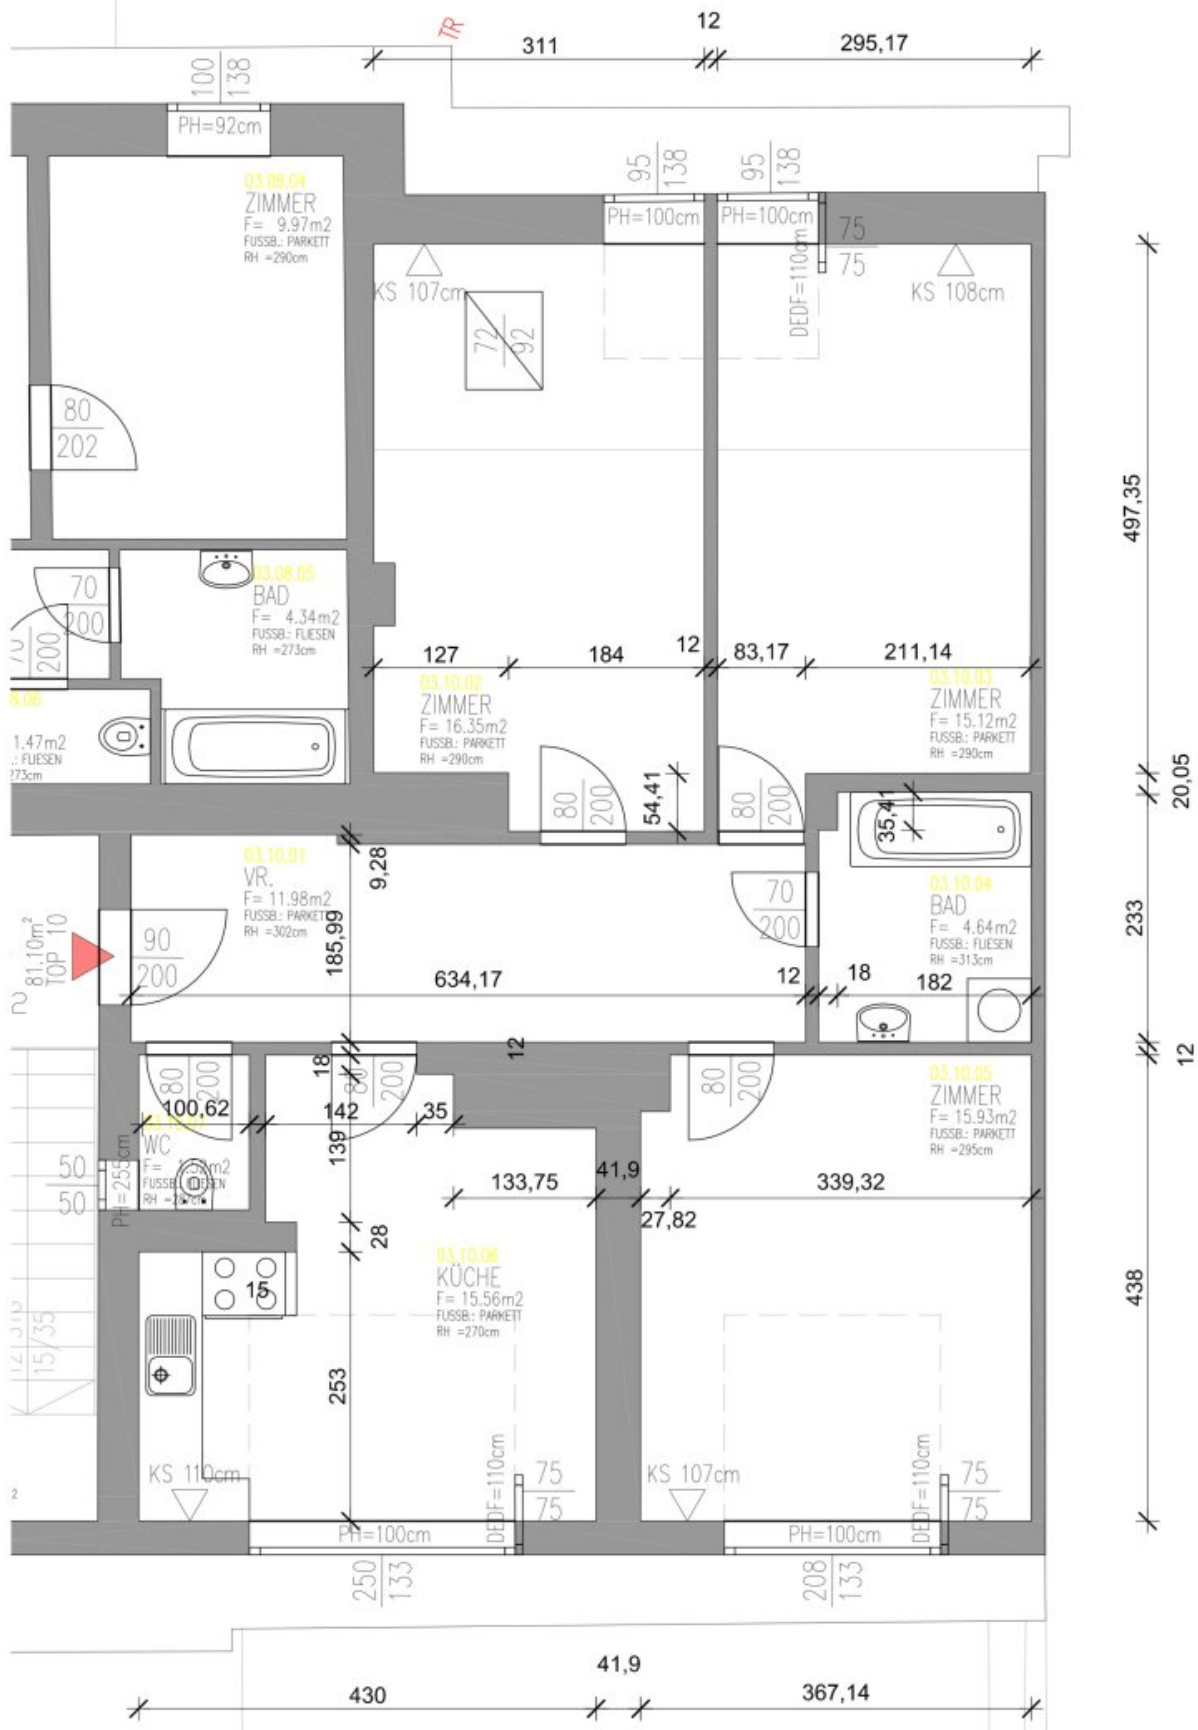 TR
12
311
295,17
100
138
PH=92cm
95
138
95
138
03.08.04
ZIMMER
F= 9.97m2
FUSSB.: PARKETT
RH =290cm
PH=100cm
PH=100cm
75
75
DEDF=110cm
KS 107cm
KS 108cm
72
92
80
202
497,35
70
200
03.08.05
BAD
F= 4.34m2
FUSSB.: FLIESEN
RH =273cm
70
200
127
184
12
83,17
211,14
03.10.02
ZIMMER
F= 16.35m2
FUSSB.: PARKETT
RH =290cm
03.10.03
ZIMMER
F= 15.12m2
FUSSB.: PARKETT
RH =290cm
1.47m2
.: FLIESEN
273cm
80
200
54,41
80
200
35,41
20,05
03.10.01
VR.
F= 11.98m2
FUSSB.: PARKETT
RH =302cm
9,28
185,99
70
200
03.10.04
BAD
F= 4.64m2
FUSSB.: FLIESEN
RH =313cm
81.10m²
TOP 10
90
200
634,17
12
18
182
233
12
18
12
80
200
80
200
80
200
03.10.05
ZIMMER
F= 15.93m2
FUSSB.: PARKETT
RH =295cm
100,62
142
35
139
WC
F=
FUSSB.:
RH
50
50
PH=255cm
133,75
41,9
339,32
27,82
28
03.10.06
KÜCHE
F= 15.56m2
FUSSB.: PARKETT
RH =270cm
15
15/35
253
438
KS 110cm
DEDF=110cm
75
75
KS 107cm
DEDF=110cm
75
75
PH=100cm
PH=100cm
250
133
208
133
41,9
430
367,14